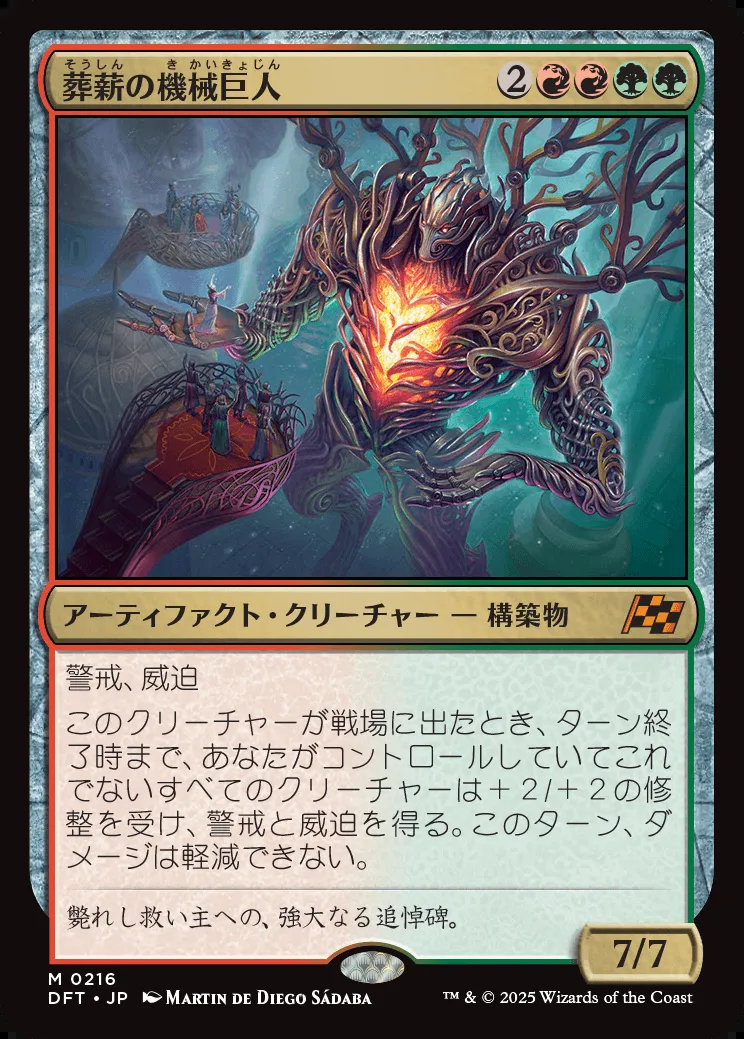 そうしん きかいきょじん
葬薪の機械巨人 2
アーティファクト・クリーチャー — 構築物
警戒、威迫
このクリーチャーが戦場に出たとき、ターン終
了時まで、あなたがコントロールしていてこれ
でないすべてのクリーチャーは＋２/＋２の修
整を受け、警戒と威迫を得る。このターン、ダ
メージは軽減できない。
斃れし救い主への、強大なる追悼碑。
7/7
M 0216
DFT • JP Martin de Diego Sádaba
™ & © 2025 Wizards of the Coast